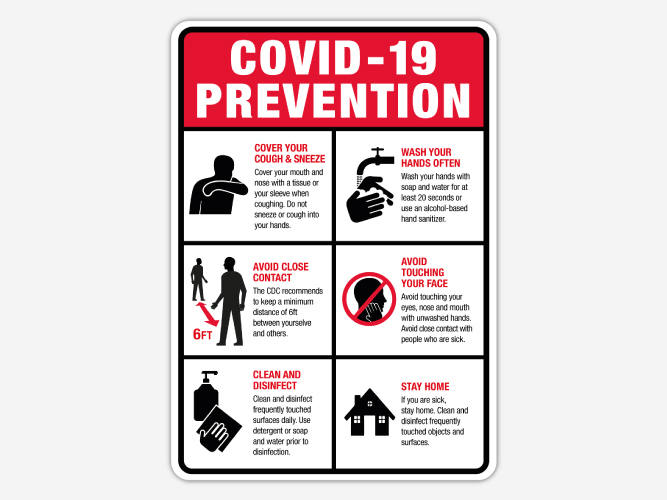 COVID-19
PREVENTION
COVER YOUR
COUGH & SNEEZE
Cover your mouth and
nose with a tissue or
your sleeve when
coughing. Do not
sneeze or cough into
your hands.
WASH YOUR
HANDS OFTEN
Wash your hands with
soap and water for at
least 20 seconds or
use an alcohol-based
hand sanitizer.
AVOID CLOSE
CONTACT
The CDC recommends
to keep a minimum
distance of 6ft
between yourselve
and others.
6FT
AVOID
TOUCHING
YOUR FACE
Avoid touching your
eyes, nose and mouth
with unwashed hands.
Avoid close contact with
people who are sick.
CLEAN AND
DISINFECT
Clean and disinfect
frequently touched
surfaces daily. Use
detergent or soap
and water prior to
disinfection.
STAY HOME
If you are sick,
stay home. Clean and
disinfect frequently
touched objects and
surfaces.